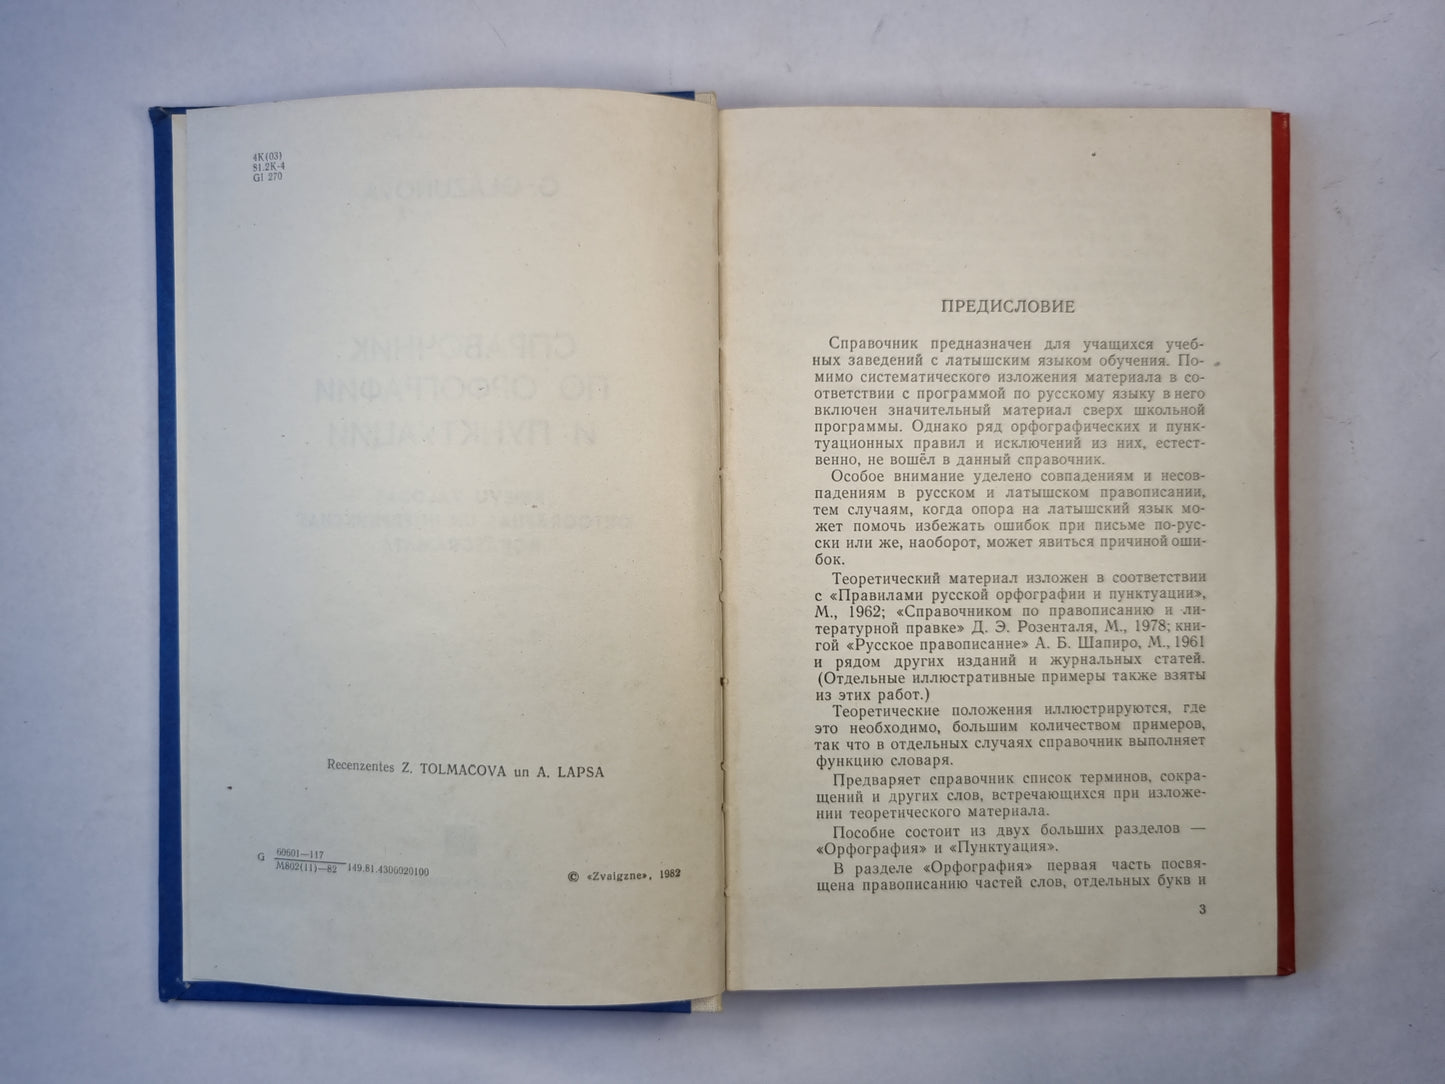 4К(03)
81.2К-4
Gl 270
Recenzentes Z. TOLMAČOVA un A. LAPSA
G 60601—117
M802(11)—82 149.81.4306020100
© «Zvaigzne», 1982
ПРЕДИСЛОВИЕ
Справочник предназначен для учащихся учеб-
ных заведений с латышским языком обучения. По-
мимо систематического изложения материала в со-
ответствии с программой по русскому языку в него
включен значительный материал сверх школьной
программы. Однако ряд орфографических и пунк-
туационных правил и исключений из них, естест-
венно, не вошёл в данный справочник.
Особое внимание уделено совпадениям и несов-
падениям в русском и латышском правописании,
тем случаям, когда опора на латышский язык мо-
жет помочь избежать ошибок при письме по-рус-
ски или же, наоборот, может явиться причиной оши-
бок.
Теоретический материал изложен в соответствии
с «Правилами русской орфографии и пунктуации»,
М., 1962; «Справочником по правописанию и ли-
тературной правке» Д. Э. Розенталя, М., 1978; кни-
гой «Русское правописание» А. Б. Шапиро, М., 1961
и рядом других изданий и журнальных статей.
(Отдельные иллюстративные примеры также взяты
из этих работ.)
Теоретические положения иллюстрируются, где
это необходимо, большим количеством примеров,
так что в отдельных случаях справочник выполняет
функцию словаря.
Предваряет справочник список терминов, сокра-
щений и других слов, встречающихся при изложе-
нии теоретического материала.
Пособие состоит из двух больших разделов —
«Орфография» и «Пунктуация».
В разделе «Орфография» первая часть посвя-
щена правописанию частей слов, отдельных букв и
3